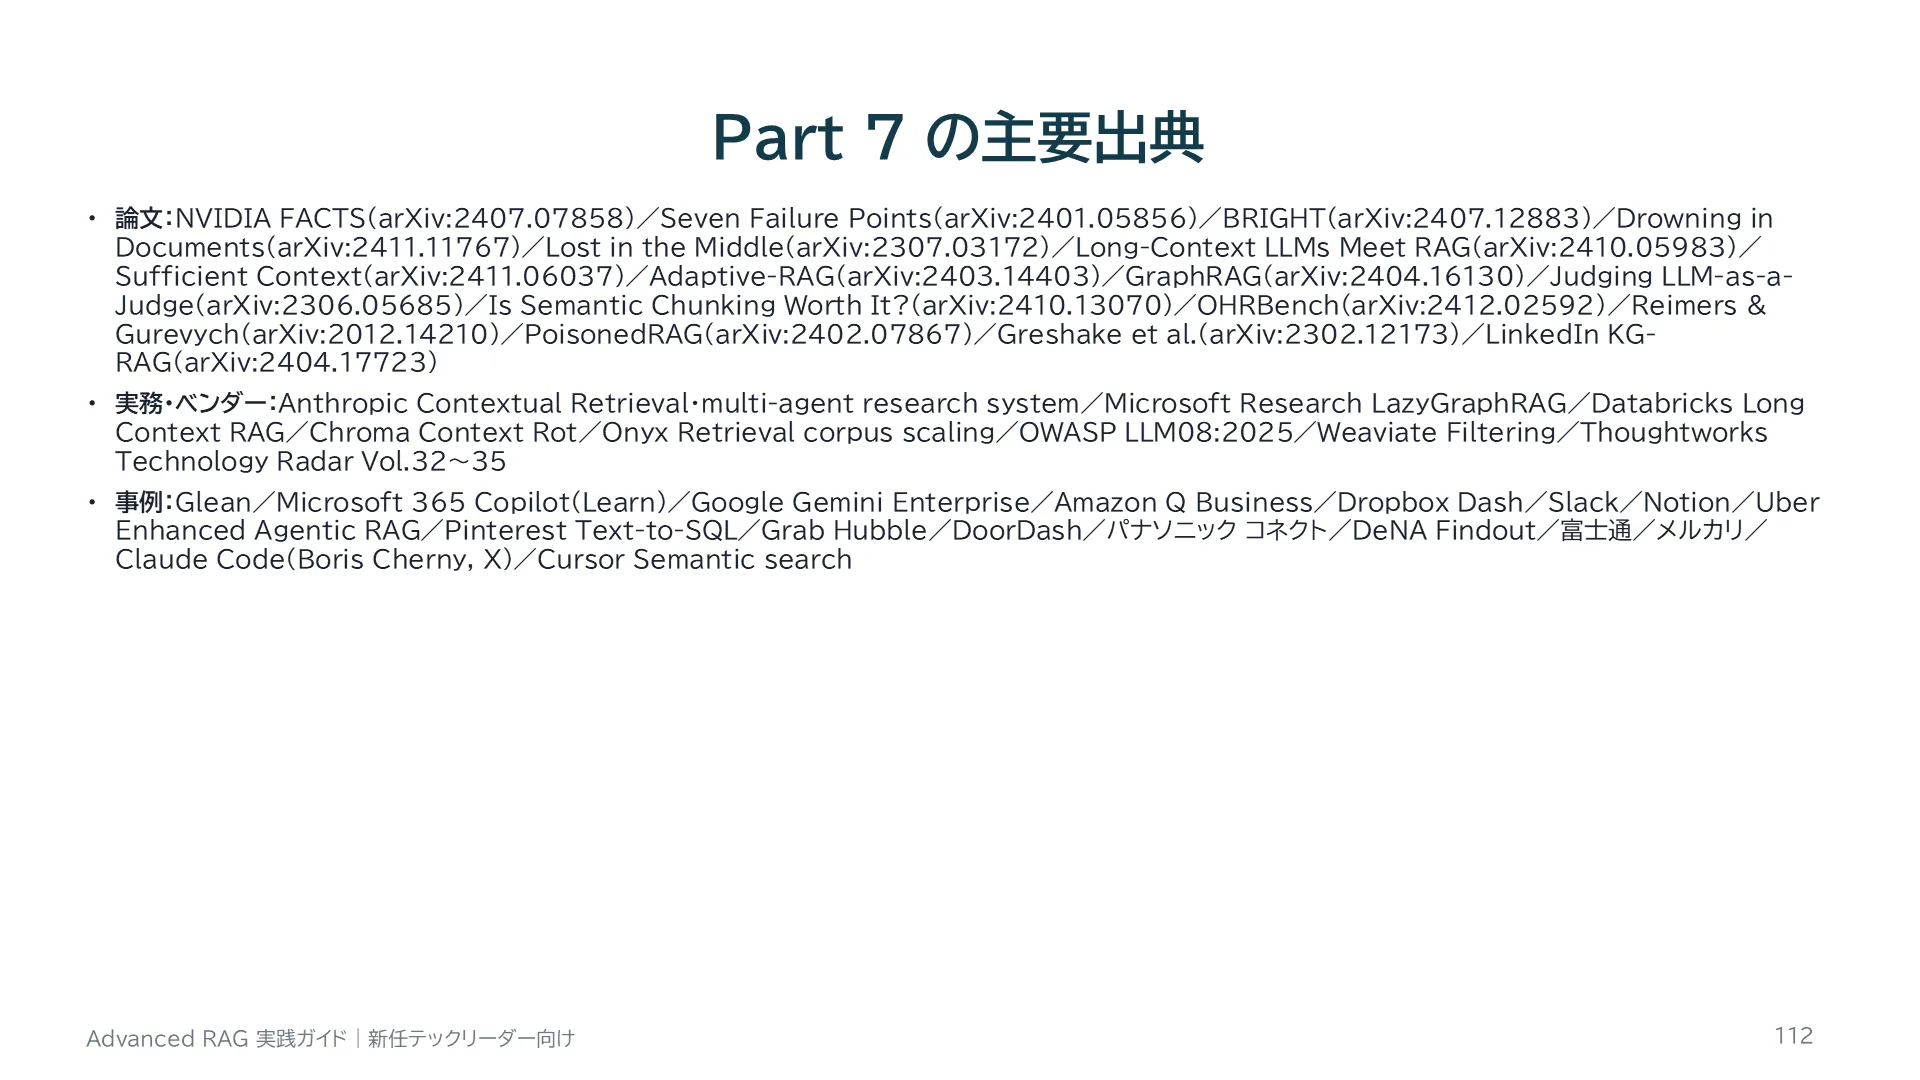 Part 7 の主要出典
• 論文：NVIDIA FACTS（arXiv:2407.07858）／Seven Failure Points（arXiv:2401.05856）／BRIGHT（arXiv:2407.12883）／Drowning in
Documents（arXiv:2411.11767）／Lost in the Middle（arXiv:2307.03172）／Long-Context LLMs Meet RAG（arXiv:2410.05983）／
Sufficient Context（arXiv:2411.06037）／Adaptive-RAG（arXiv:2403.14403）／GraphRAG（arXiv:2404.16130）／Judging LLM-as-a-
Judge（arXiv:2306.05685）／Is Semantic Chunking Worth It?（arXiv:2410.13070）／OHRBench（arXiv:2412.02592）／Reimers &
Gurevych（arXiv:2012.14210）／PoisonedRAG（arXiv:2402.07867）／Greshake et al.（arXiv:2302.12173）／LinkedIn KG-
RAG（arXiv:2404.17723）
• 実務・ベンダー：Anthropic Contextual Retrieval・multi-agent research system／Microsoft Research LazyGraphRAG／Databricks Long
Context RAG／Chroma Context Rot／Onyx Retrieval corpus scaling／OWASP LLM08:2025／Weaviate Filtering／Thoughtworks
Technology Radar Vol.32〜35
• 事例：Glean／Microsoft 365 Copilot（Learn）／Google Gemini Enterprise／Amazon Q Business／Dropbox Dash／Slack／Notion／Uber
Enhanced Agentic RAG／Pinterest Text-to-SQL／Grab Hubble／DoorDash／パナソニック コネクト／DeNA Findout／富士通／メルカリ／
Claude Code（Boris Cherny, X）／Cursor Semantic search
Advanced RAG 実践ガイド｜新任テックリーダー向け
112